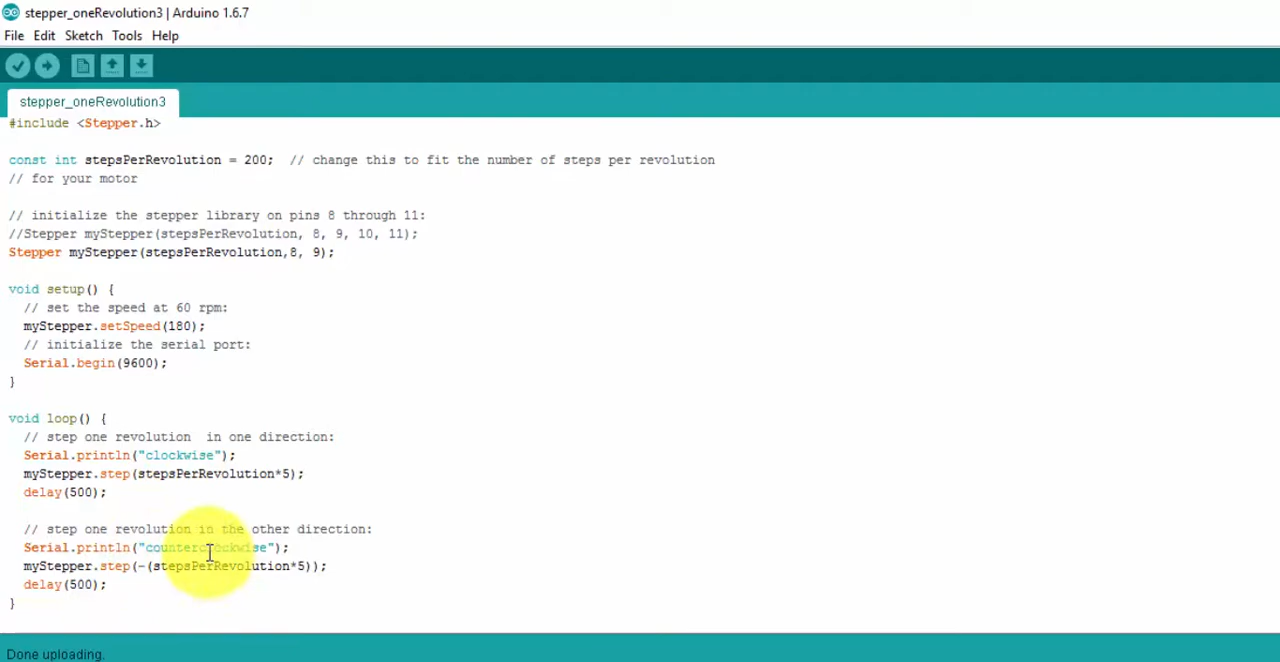 stepper_oneRevolution3 | Arduino 1.6.7
File Edit Sketch Tools Help
stepper_oneRevolution3
#include <Stepper.h>
const int stepsPerRevolution = 200;  // change this to fit the number of steps per revolution
// for your motor
// initialize the stepper library on pins 8 through 11:
//Stepper myStepper(stepsPerRevolution, 8, 9, 10, 11);
Stepper myStepper(stepsPerRevolution,8, 9);
void setup() {
  // set the speed at 60 rpm:
  myStepper.setSpeed(180);
  // initialize the serial port:
  Serial.begin(9600);
}
void loop() {
  // step one revolution  in one direction:
  Serial.println("clockwise");
  myStepper.step(stepsPerRevolution*5);
  delay(500);
  // step one revolution in the other direction:
  Serial.println("counterclockwise");
  myStepper.step(-(stepsPerRevolution*5));
  delay(500);
}
Done uploading.